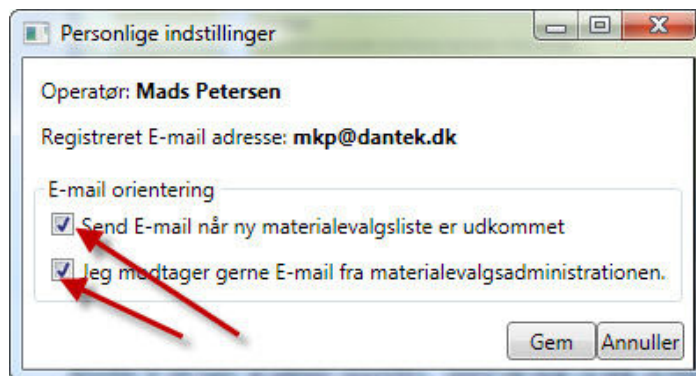 Personlige indstillinger
Operatør: Mads Petersen
Registreret E-mail adresse: mkp@dantek.dk
E-mail orientering
Send E-mail når ny materialevalgsliste er udkommet
Jeg modtager gerne E-mail fra materialevalgsadministrationen.
Gem Annuller